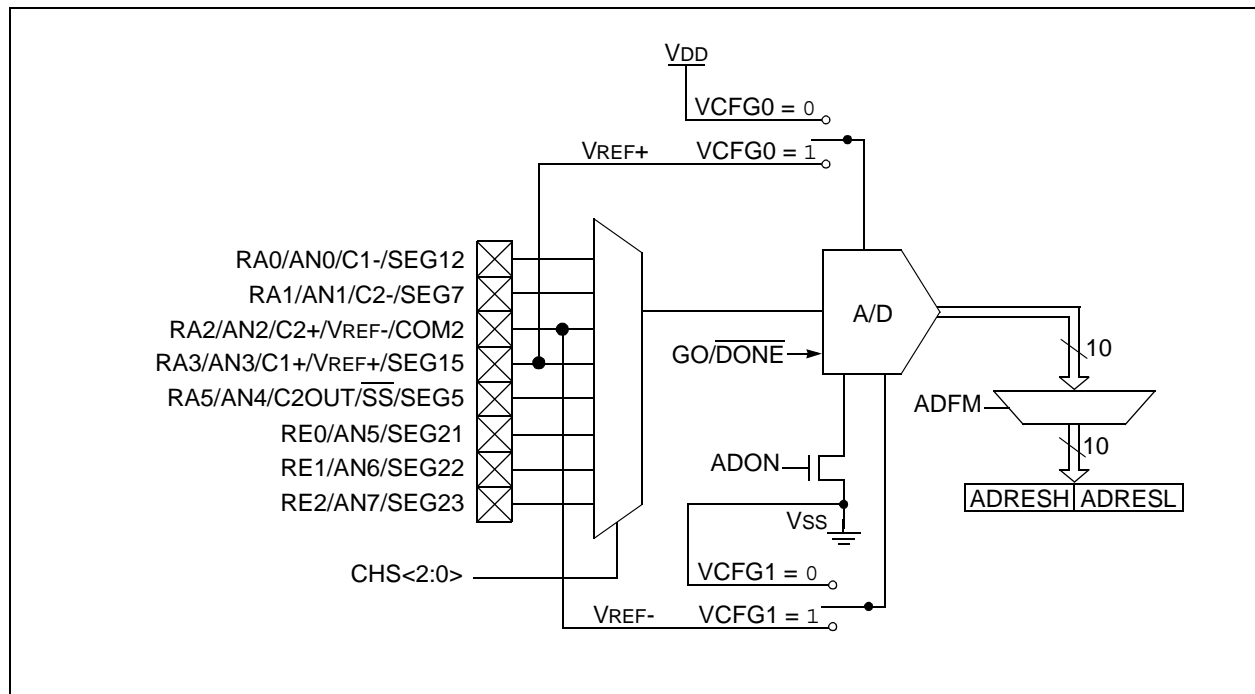 VDD
VCFG0 = 0
VREF+ VCFG0 = 1
RA0/AN0/C1-/SEG12
RA1/AN1/C2-/SEG7
RA2/AN2/C2+/VREF-/COM2
RA3/AN3/C1+/VREF+/SEG15
RA5/AN4/C2OUT/SS/SEG5
RE0/AN5/SEG21
RE1/AN6/SEG22
RE2/AN7/SEG23
CHS<2:0>
A/D
GO/DONE
10
ADFM
10
ADRESH ADRESL
ADON
VSS
VCFG1 = 0
VREF- VCFG1 = 1